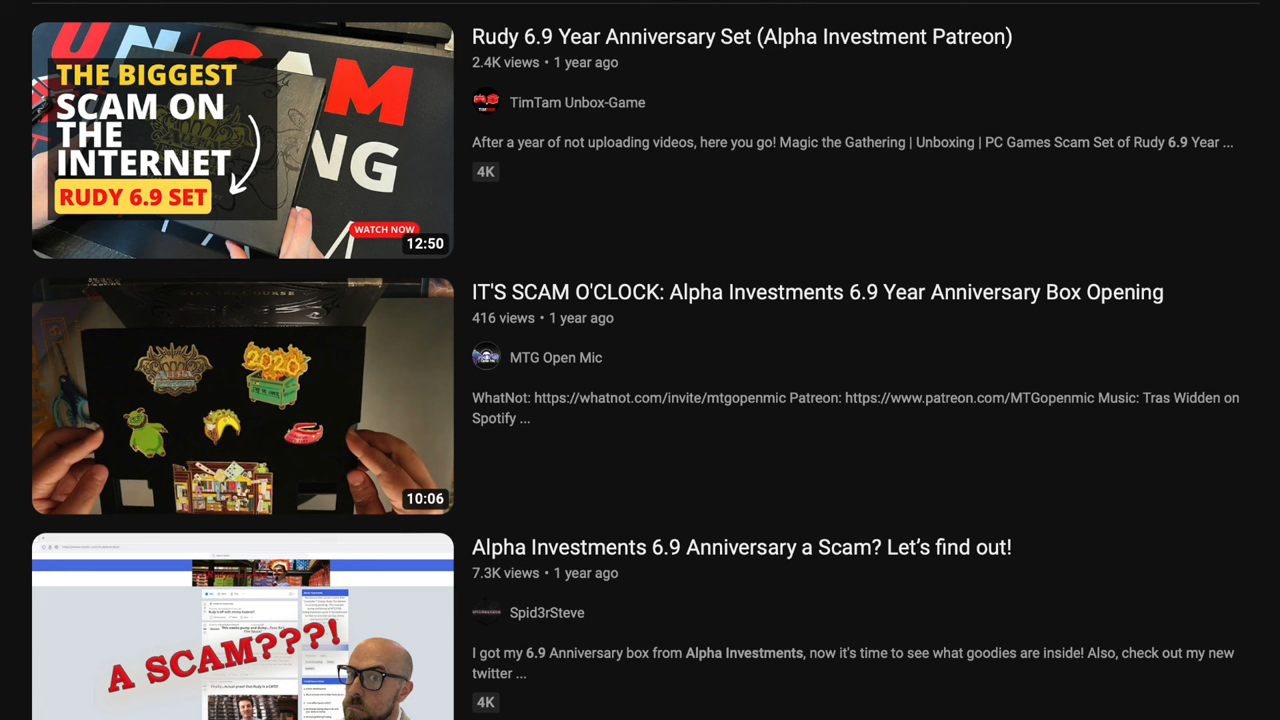 UN
GAM
NG
THE BIGGEST
SCAM ON
THE
INTERNET
RUDY 6.9 SET
WATCH NOW
12:50
Rudy 6.9 Year Anniversary Set (Alpha Investment Patreon)
2.4K views • 1 year ago
TimTam Unbox-Game
After a year of not uploading videos, here you go! Magic the Gathering | Unboxing | PC Games Scam Set of Rudy 6.9 Year ...
4K
2020
10:06
IT'S SCAM O'CLOCK: Alpha Investments 6.9 Year Anniversary Box Opening
416 views • 1 year ago
MTG Open Mic
WhatNot: https://whatnot.com/invite/mtgopenmic Patreon: https://www.patreon.com/MTGopenmic Music: Tras Widden on
Spotify ...
A SCAM???!
Alpha Investments 6.9 Anniversary a Scam? Let’s find out!
7.3K views • 1 year ago
Spid3rSteve
I got my 6.9 Anniversary box from Alpha Investments, now it's time to see what goodies are inside! Also, check out my new
twitter ...
4K